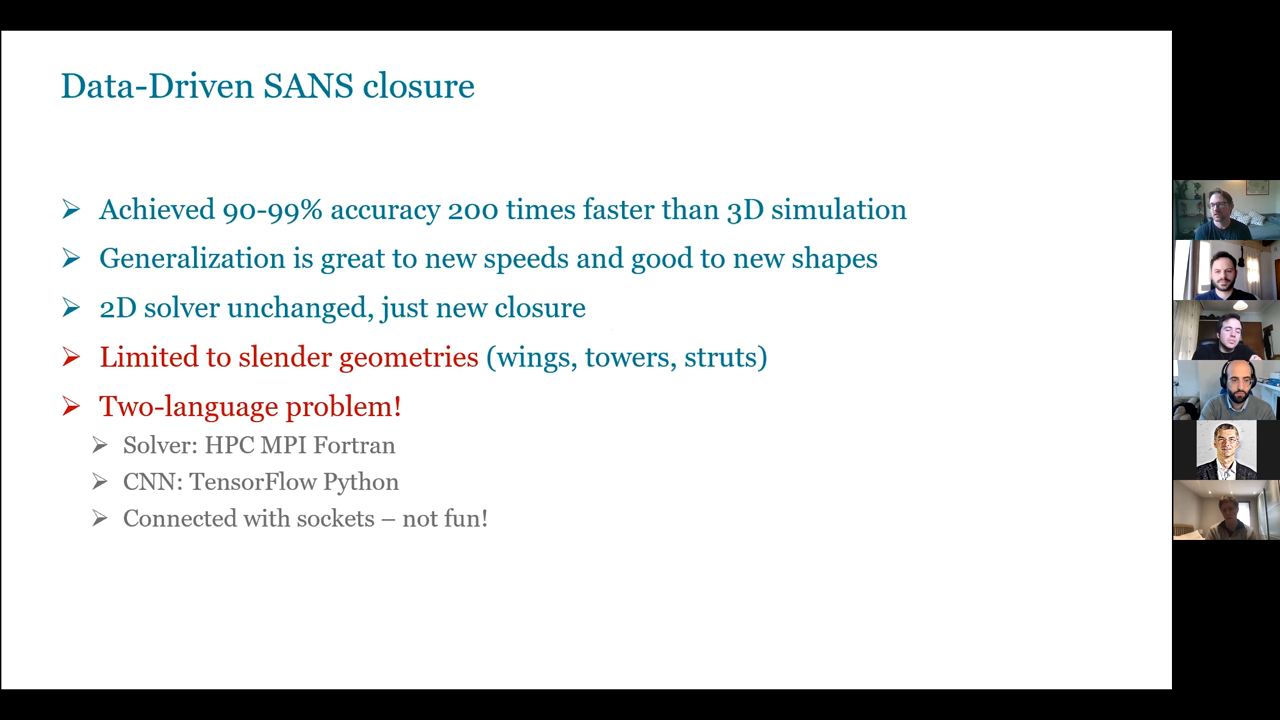 Data-Driven SANS closure
Achieved 90-99% accuracy 200 times faster than 3D simulation
Generalization is great to new speeds and good to new shapes
2D solver unchanged, just new closure
Limited to slender geometries (wings, towers, struts)
Two-language problem!
Solver: HPC MPI Fortran
CNN: TensorFlow Python
Connected with sockets – not fun!